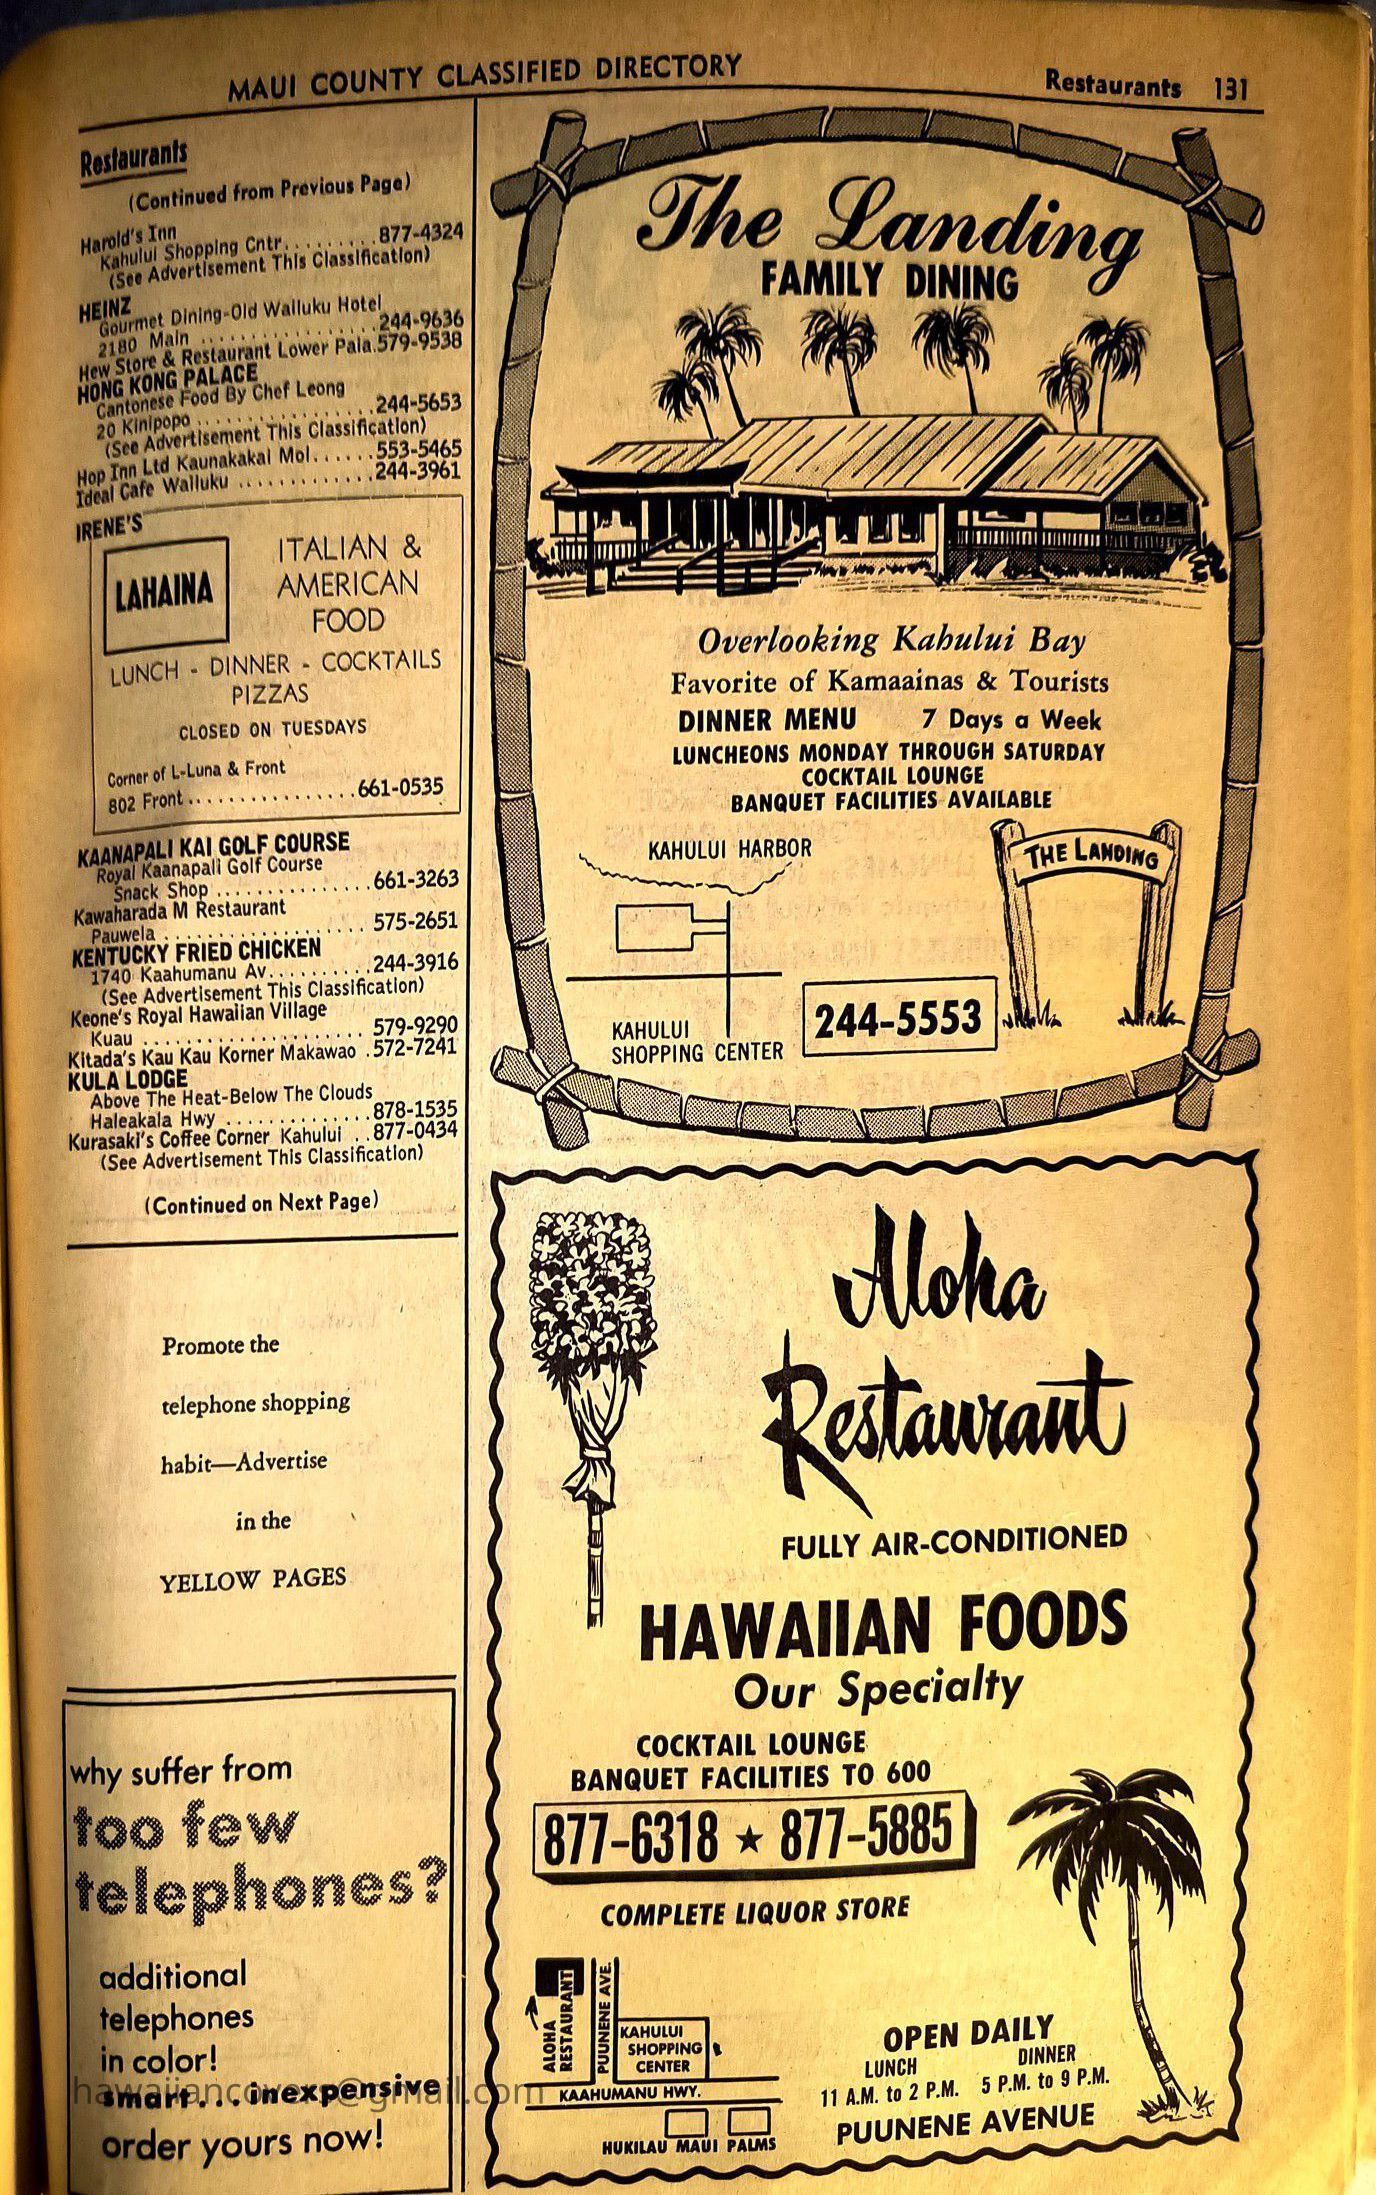 MAUI COUNTY CLASSIFIED DIRECTORY
Restaurants 131
Restaurants
(Continued from Previous Page)
Harold's Inn
Kahului Shopping Cntr.........877-4324
(See Advertisement This Classification)
HEINZ
Gourmet Dining-Old Wailuku Hotel
2180 Main .................244-9636
Hew Store & Restaurant Lower Paia.579-9538
HONG KONG PALACE
Cantonese Food By Chef Leong
20 Kinipopo .................244-5653
(See Advertisement This Classification)
Hop Inn Ltd Kaunakakai Mol......553-5465
Ideal Cafe Wailuku .............244-3961
IRENE'S
LAHAINA
ITALIAN &
AMERICAN
FOOD
LUNCH - DINNER - COCKTAILS
PIZZAS
CLOSED ON TUESDAYS
Corner of L-Luna & Front
802 Front.................661-0535
KAANAPALI KAI GOLF COURSE
Royal Kaanapali Golf Course
Snack Shop ...............661-3263
Kawaharada M Restaurant
Pauwela .................... 575-2651
KENTUCKY FRIED CHICKEN
1740 Kaahumanu Av..........244-3916
(See Advertisement This Classification)
Keone's Royal Hawaiian Village
Kuau ...................... 579-9290
Kitada's Kau Kau Korner Makawao .572-7241
KULA LODGE
Above The Heat-Below The Clouds
Haleakala Hwy ...............878-1535
Kurasaki's Coffee Corner Kahului ..877-0434
(See Advertisement This Classification)
(Continued on Next Page)
Promote the
telephone shopping
habit—Advertise
in the
YELLOW PAGES
why suffer from
too few
telephones?
additional
telephones
in color!
smart...inexpensive
order yours now!
hawaiiancovers@gmail.com
The Landing
FAMILY DINING
Overlooking Kahului Bay
Favorite of Kamaainas & Tourists
DINNER MENU 7 Days a Week
LUNCHEONS MONDAY THROUGH SATURDAY
COCKTAIL LOUNGE
BANQUET FACILITIES AVAILABLE
KAHULUI HARBOR
THE LANDING
KAHULUI
SHOPPING CENTER
244-5553
Aloha
Restaurant
FULLY AIR-CONDITIONED
HAWAIIAN FOODS
Our Specialty
COCKTAIL LOUNGE
BANQUET FACILITIES TO 600
877-6318 ★ 877-5885
COMPLETE LIQUOR STORE
ALOHA
RESTAURANT
PUUNENE AVE.
KAHULUI
SHOPPING
CENTER
KAAHUMANU HWY.
HUKILAU MAUI PALMS
OPEN DAILY
LUNCH DINNER
11 A.M. to 2 P.M. 5 P.M. to 9 P.M.
PUUNENE AVENUE